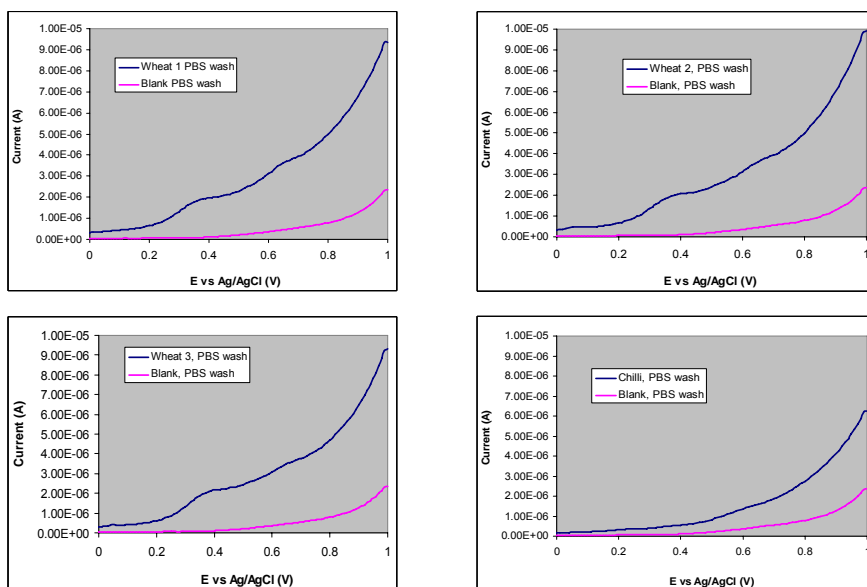 1.00E-05
9.00E-06
8.00E-06
7.00E-06
6.00E-06
5.00E-06
4.00E-06
3.00E-06
2.00E-06
1.00E-06
0.00E+00
Current (A)
Wheat 1 PBS wash
Blank PBS wash
0 0.2 0.4 0.6 0.8 1
E vs Ag/AgCl (V)
1.00E-05
9.00E-06
8.00E-06
7.00E-06
6.00E-06
5.00E-06
4.00E-06
3.00E-06
2.00E-06
1.00E-06
0.00E+00
Current (A)
Wheat 2, PBS wash
Blank, PBS wash
0 0.2 0.4 0.6 0.8 1
E vs Ag/AgCl (V)
1.00E-05
9.00E-06
8.00E-06
7.00E-06
6.00E-06
5.00E-06
4.00E-06
3.00E-06
2.00E-06
1.00E-06
0.00E+00
Current (A)
Wheat 3, PBS wash
Blank, PBS wash
0 0.2 0.4 0.6 0.8 1
E vs Ag/AgCl (V)
1.00E-05
9.00E-06
8.00E-06
7.00E-06
6.00E-06
5.00E-06
4.00E-06
3.00E-06
2.00E-06
1.00E-06
0.00E+00
Current (A)
Chilli, PBS wash
Blank, PBS wash
0 0.2 0.4 0.6 0.8 1
E vs Ag/AgCl (V)